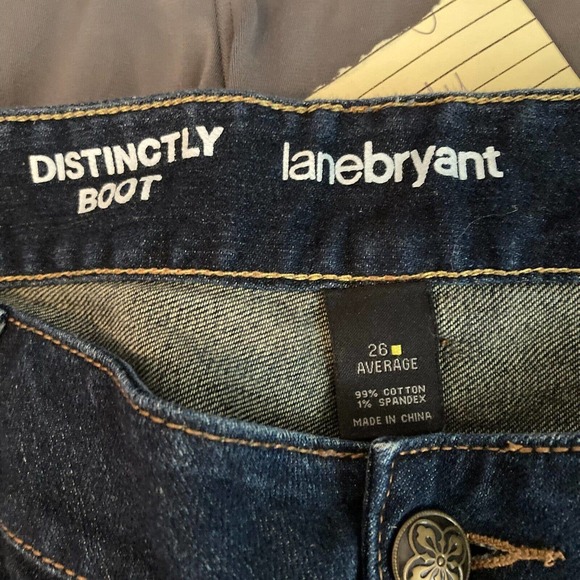 DISTINCTLY
BOOT
lanebryant
26
AVERAGE
99% COTTON
1% SPANDEX
MADE IN CHINA